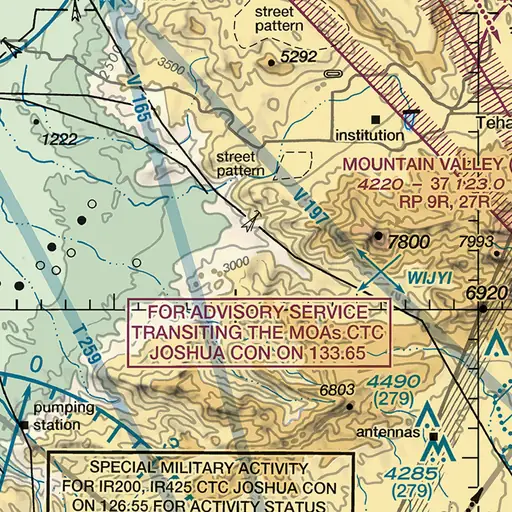 street
pattern
5292
3500
2500
V 165
1222
institution
Teha
street
pattern
MOUNTAIN VALLEY (
4220 - 37 123.0
RP 9R, 27R
V 197
7800
7993
3000
WIJYI
6920
FOR ADVISORY SERVICE
TRANSITING THE MOAs CTC
JOSHUA CON ON 133.65
T 259
0
6803
4490
(279)
pumping
station
antennas
4285
(279)
SPECIAL MILITARY ACTIVITY
FOR IR200, IR425 CTC JOSHUA CON
ON 126.55 FOR ACTIVITY STATUS